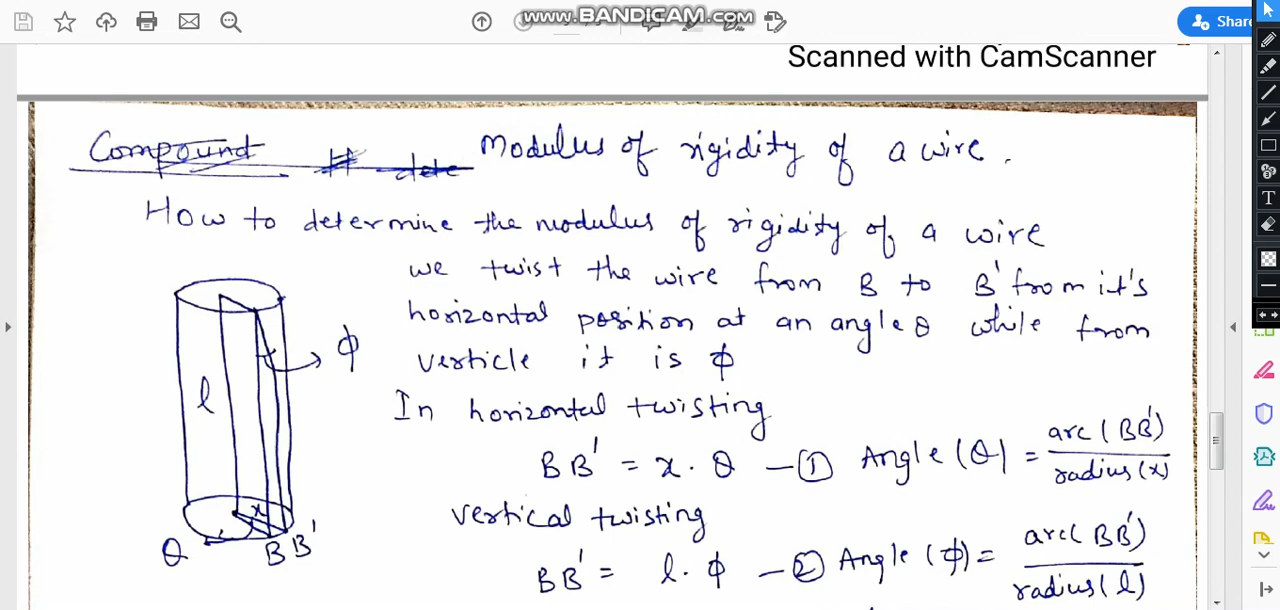 www.BANDICAM.com
Share
Scanned with CamScanner
Compound Modulus of rigidity of a wire.
How to determine the modulus of rigidity of a wire
we twist the wire from B to B' from it's
horizontal position at an angle θ while from
verticle it is ϕ
In horizontal twisting
BB' = x · θ — ① Angle (θ) = arc (BB') / radius (x)
vertical twisting
BB' = l · ϕ — ② Angle (ϕ) = arc (BB') / radius (l)
ϕ
l
x
θ
B B'